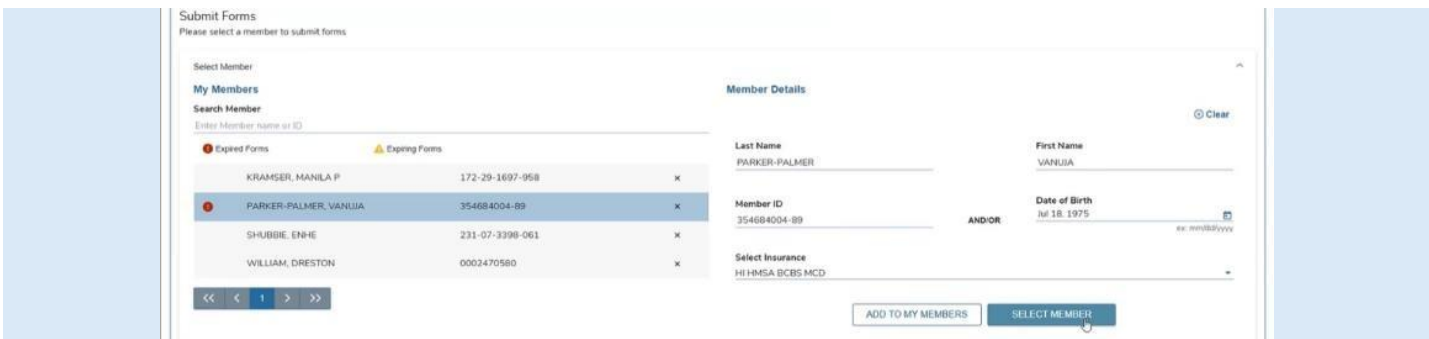 Submit Forms
Please select a member to submit forms
Select Member
My Members
Search Member
Enter Member name or ID
Expired Forms
Expiring Forms
KRAMSER, MANILA P 172-29-1697-958 ×
PARKER-PALMER, VANUJA 354684004-89 ×
SHUBBIE, ENHE 231-07-3398-061 ×
WILLIAM, DRESTON 0002470580 ×
<< < 1 > >>
Member Details
Clear
Last Name
PARKER-PALMER
First Name
VANUJA
Member ID
354684004-89
AND/OR
Date of Birth
Jul 18, 1975
ex: mm/dd/yyyy
Select Insurance
HI HMSA BCBS MCD
ADD TO MY MEMBERS
SELECT MEMBER